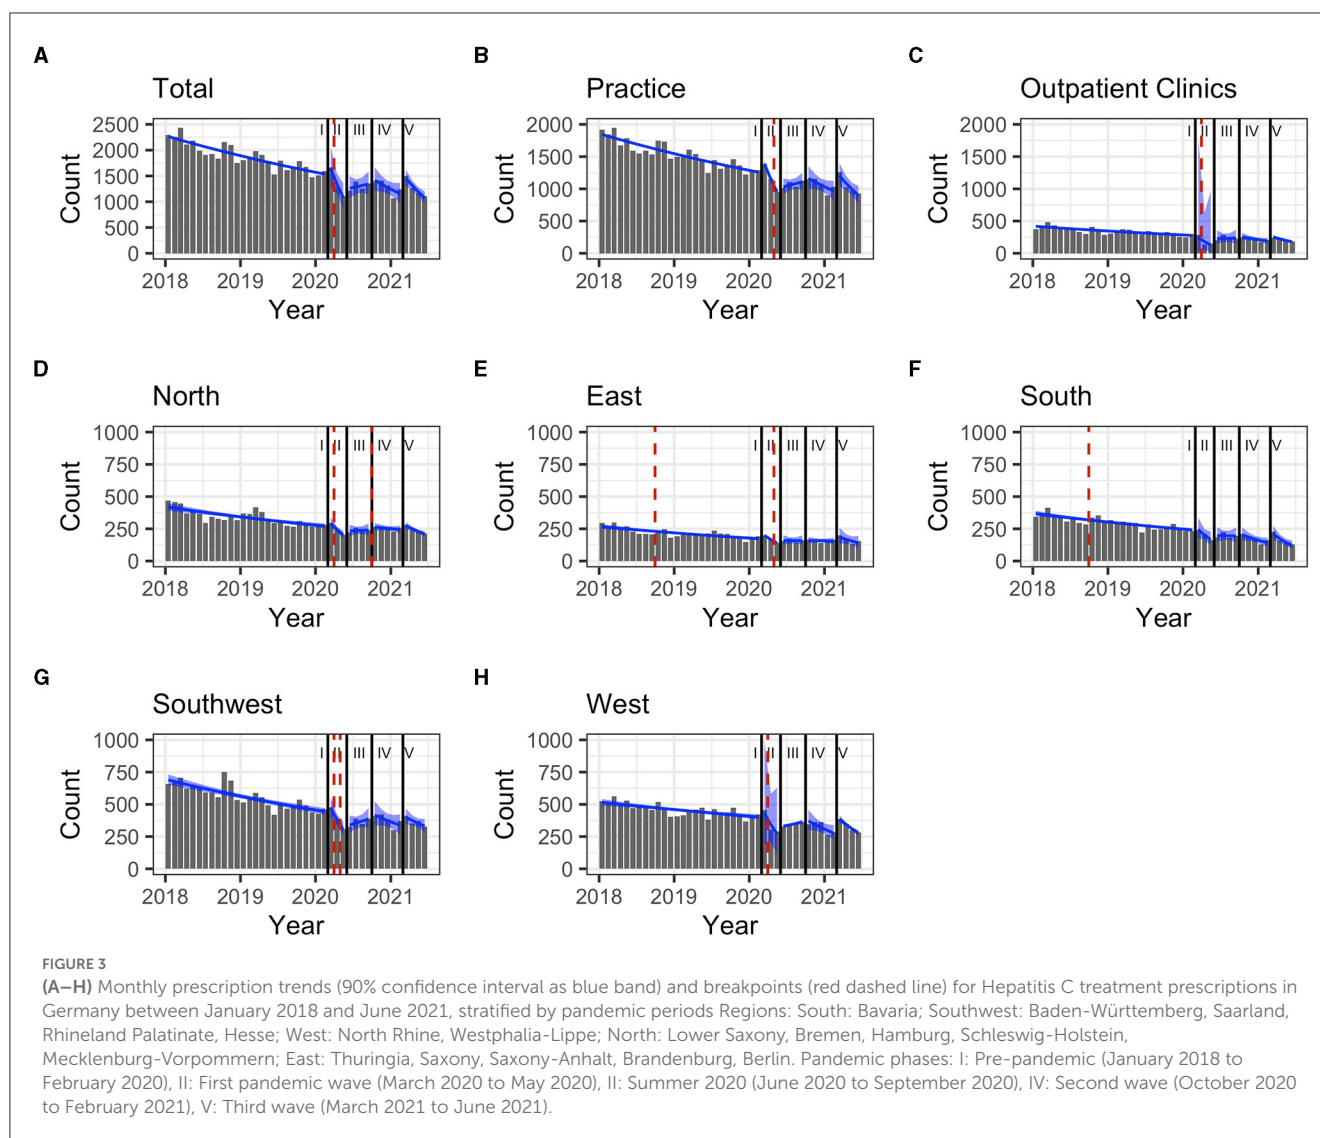 A
B
C
Total
Practice
Outpatient Clinics
2500
2000
1500
1000
500
0
Count
I II III IV V
2018 2019 2020 2021
Year
2000
1500
1000
500
0
Count
I II III IV V
2018 2019 2020 2021
Year
2000
1500
1000
500
0
Count
I II III IV V
2018 2019 2020 2021
Year
D
E
F
North
East
South
1000
750
500
250
0
Count
I II III IV V
2018 2019 2020 2021
Year
1000
750
500
250
0
Count
I II III IV V
2018 2019 2020 2021
Year
1000
750
500
250
0
Count
I II III IV V
2018 2019 2020 2021
Year
G
H
Southwest
West
1000
750
500
250
0
Count
I II III IV V
2018 2019 2020 2021
Year
1000
750
500
250
0
Count
I II III IV V
2018 2019 2020 2021
Year
FIGURE 3
(A–H) Monthly prescription trends (90% confidence interval as blue band) and breakpoints (red dashed line) for Hepatitis C treatment prescriptions in
Germany between January 2018 and June 2021, stratified by pandemic periods Regions: South: Bavaria; Southwest: Baden-Württemberg, Saarland,
Rhineland Palatinate, Hesse; West: North Rhine, Westphalia-Lippe; North: Lower Saxony, Bremen, Hamburg, Schleswig-Holstein,
Mecklenburg-Vorpommern; East: Thuringia, Saxony, Saxony-Anhalt, Brandenburg, Berlin. Pandemic phases: I: Pre-pandemic (January 2018 to
February 2020), II: First pandemic wave (March 2020 to May 2020), II: Summer 2020 (June 2020 to September 2020), IV: Second wave (October 2020
to February 2021), V: Third wave (March 2021 to June 2021).